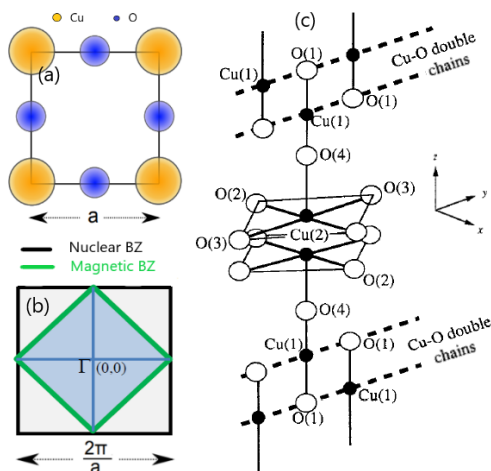 Cu O
(a)
a
Nuclear BZ
Magnetic BZ
(b)
Γ (0,0)
2π
a
(c)
Cu-O double
chains
O(1)
Cu(1)
O(1)
Cu(1)
O(4)
O(2)
O(3)
Cu(2)
O(3)
O(2)
O(4)
Cu(1)
O(1)
Cu-O double
chains
Cu(1)
O(1)
z
y
x